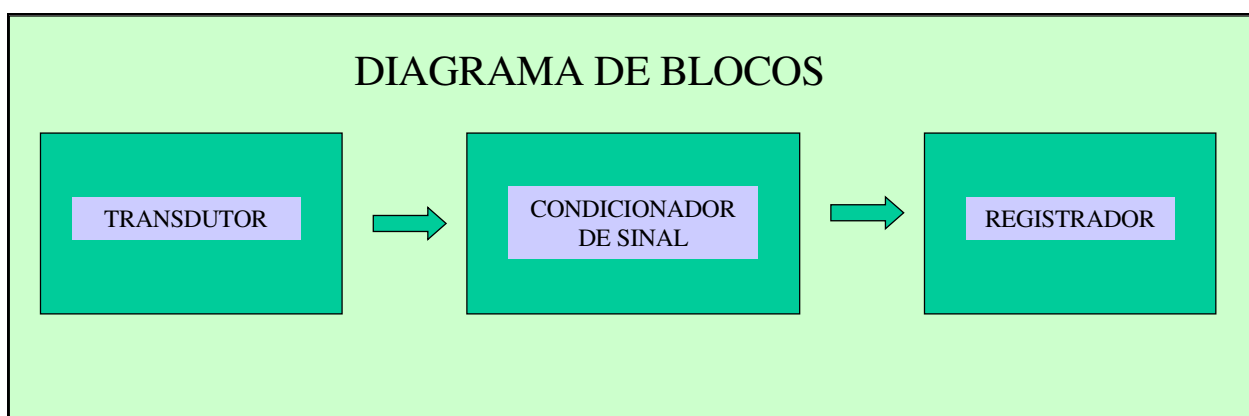 DIAGRAMA DE BLOCOS
TRANSDUTOR
CONDICIONADOR
DE SINAL
REGISTRADOR